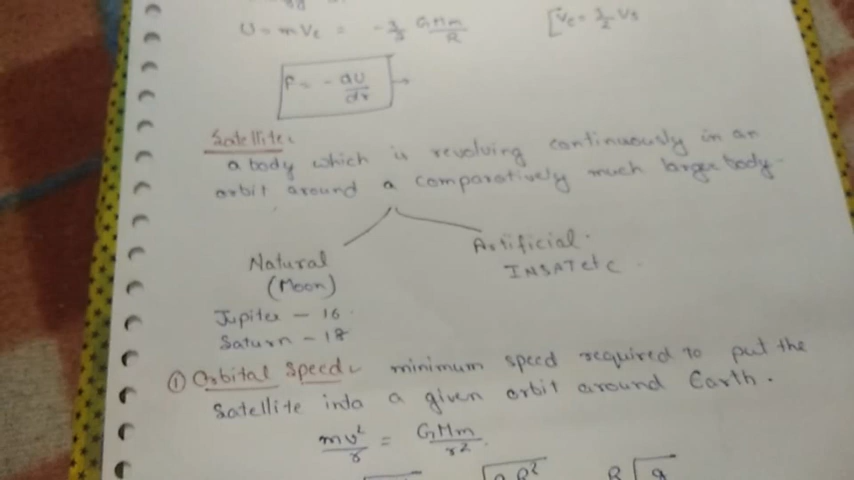 U = mVc = -3/2 GMm/R [Vc = 3/2 Vs
F = - dU/dr →
Satellite:
a body which is revolving continuously in an
orbit around a comparatively much larger body-
Natural
(Moon)
Artificial.
INSAT etc.
Jupiter - 16.
Saturn - 18
① Orbital Speed: minimum speed required to put the
Satellite into a given orbit around Earth.
mv²/r = GMm/r².